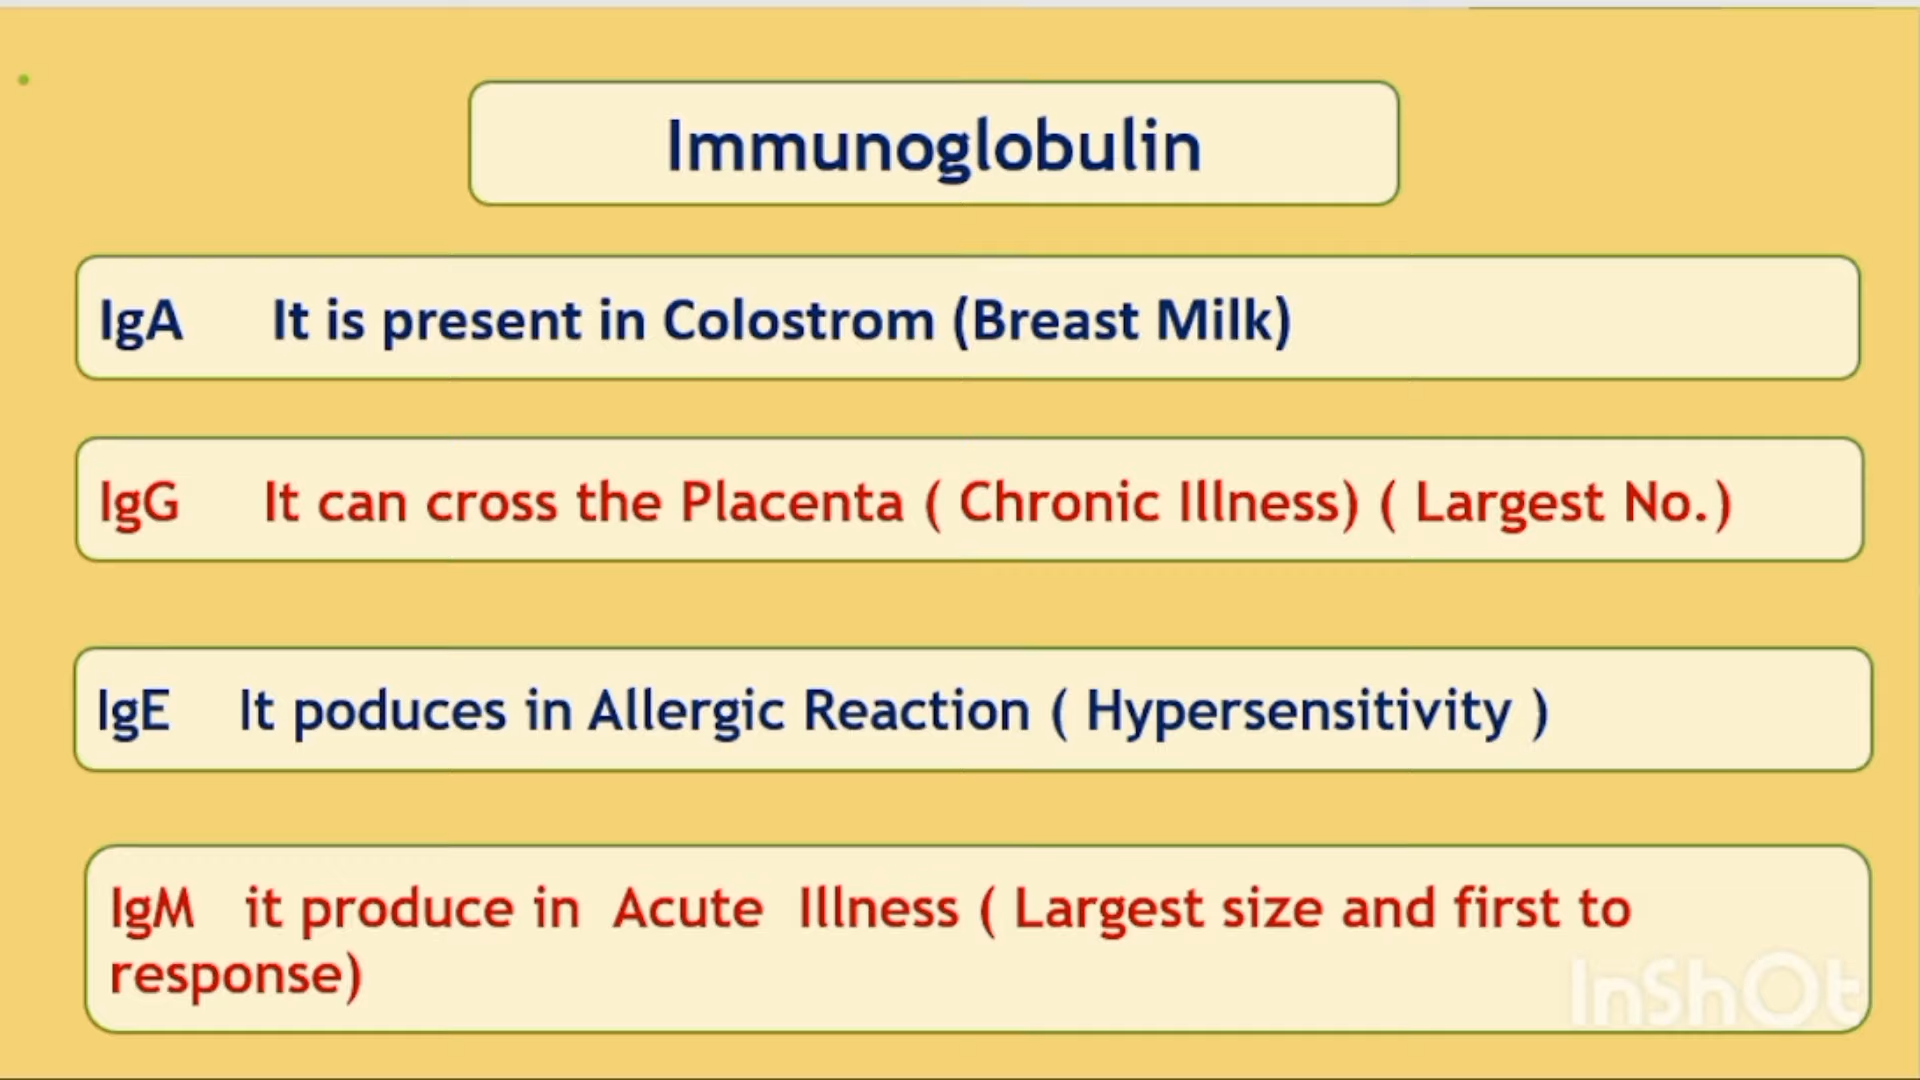 Immunoglobulin
IgA It is present in Colostrom (Breast Milk)
IgG It can cross the Placenta ( Chronic Illness) ( Largest No.)
IgE It poduces in Allergic Reaction ( Hypersensitivity )
IgM it produce in Acute Illness ( Largest size and first to
response)
InShOt